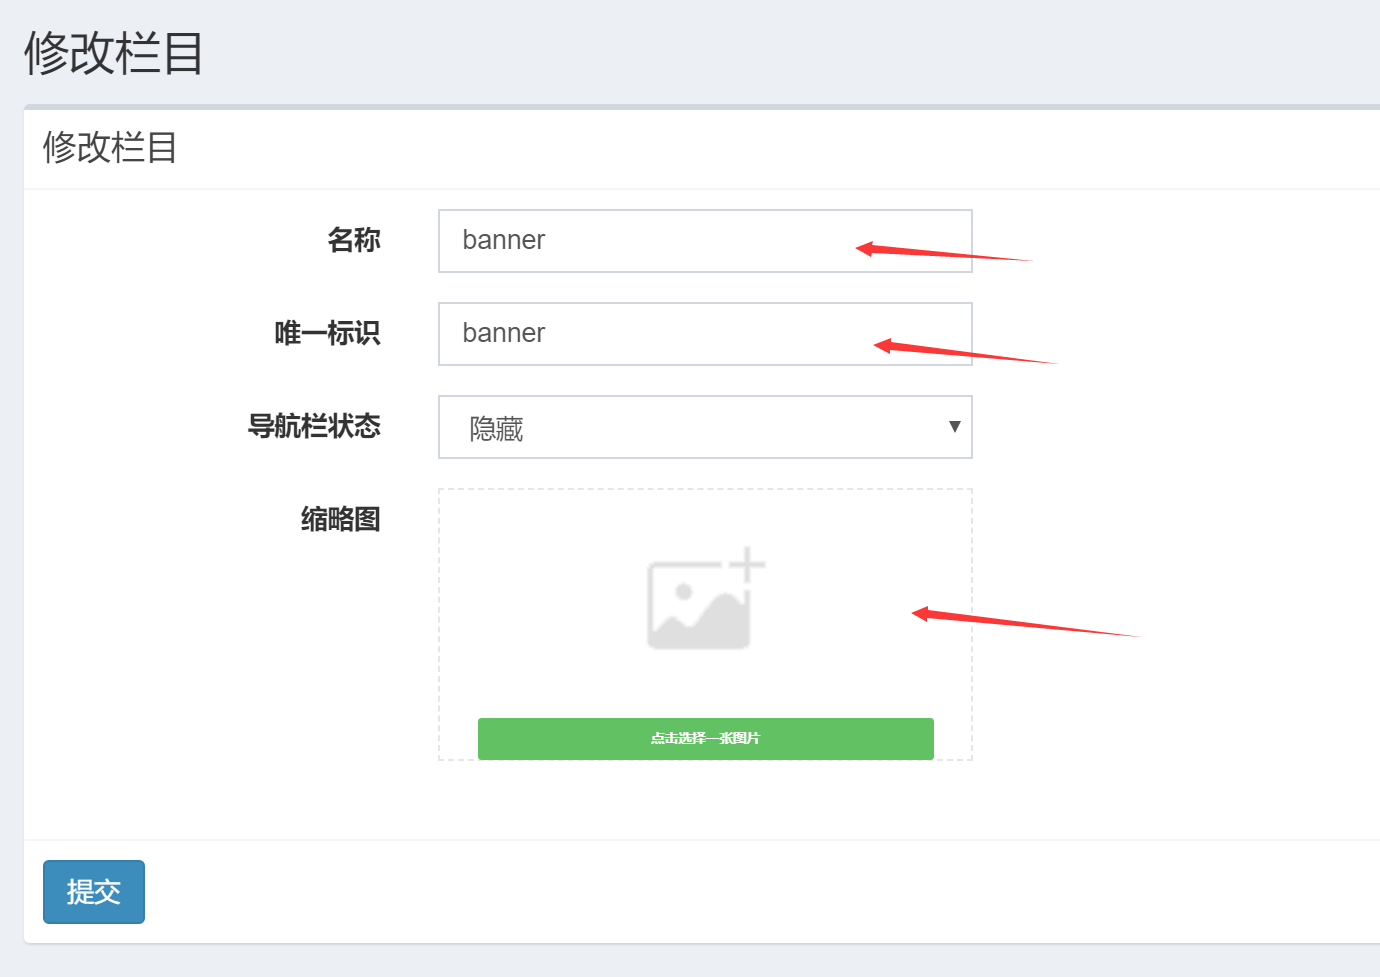 修改栏目
修改栏目
名称
banner
唯一标识
banner
导航栏状态
隐藏
缩略图
点击选择一张图片
提交